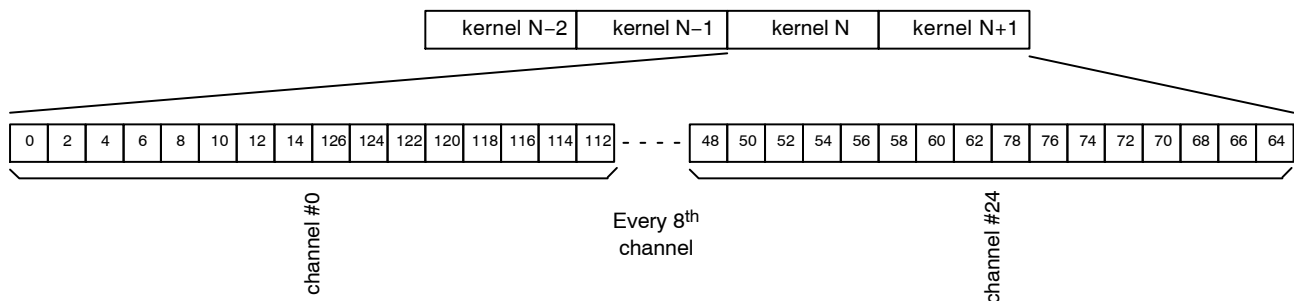 kernel N−2 kernel N−1 kernel N kernel N+1
0 2 4 6 8 10 12 14 126 124 122 120 118 116 114 112 - - - - 48 50 52 54 56 58 60 62 78 76 74 72 70 68 66 64
channel #0
Every 8th
channel
channel #24